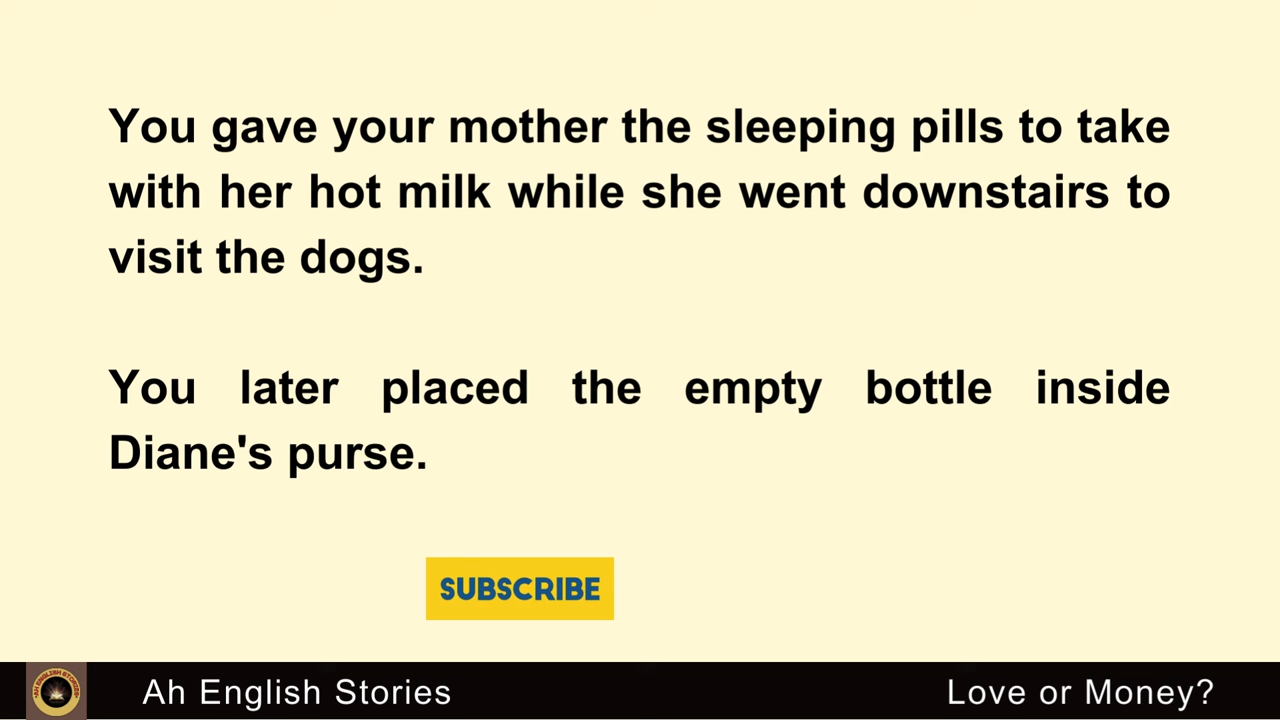 You gave your mother the sleeping pills to take
with her hot milk while she went downstairs to
visit the dogs.
You later placed the empty bottle inside
Diane's purse.
SUBSCRIBE
Ah English Stories
Love or Money?